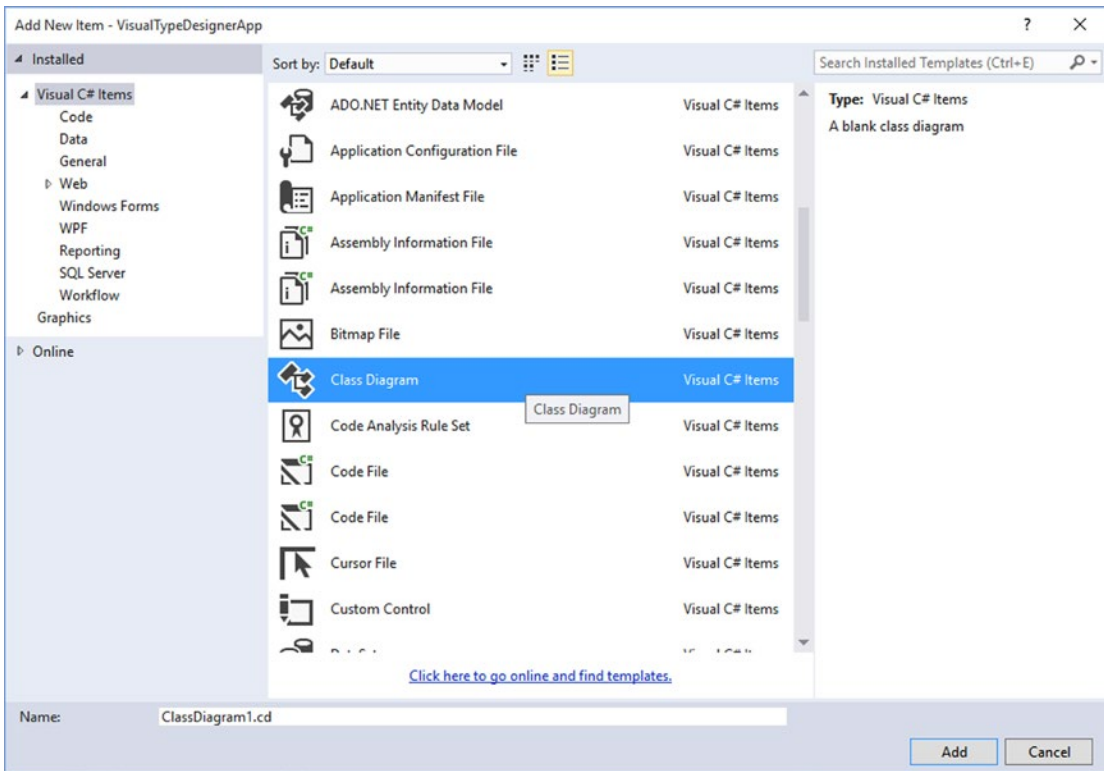 Add New Item - VisualTypeDesignerApp
?
Installed
Sort by: Default
Search Installed Templates (Ctrl+E)
Visual C# Items
Code
Data
General
Web
Windows Forms
WPF
Reporting
SQL Server
Workflow
Graphics
Online
ADO.NET Entity Data Model Visual C# Items
Application Configuration File Visual C# Items
Application Manifest File Visual C# Items
C# Assembly Information File Visual C# Items
C# Assembly Information File Visual C# Items
Bitmap File Visual C# Items
Class Diagram Visual C# Items
Class Diagram
Code Analysis Rule Set Visual C# Items
C# Code File Visual C# Items
C# Code File Visual C# Items
Cursor File Visual C# Items
Custom Control Visual C# Items
Click here to go online and find templates.
Type: Visual C# Items
A blank class diagram
Name: ClassDiagram1.cd
Add Cancel